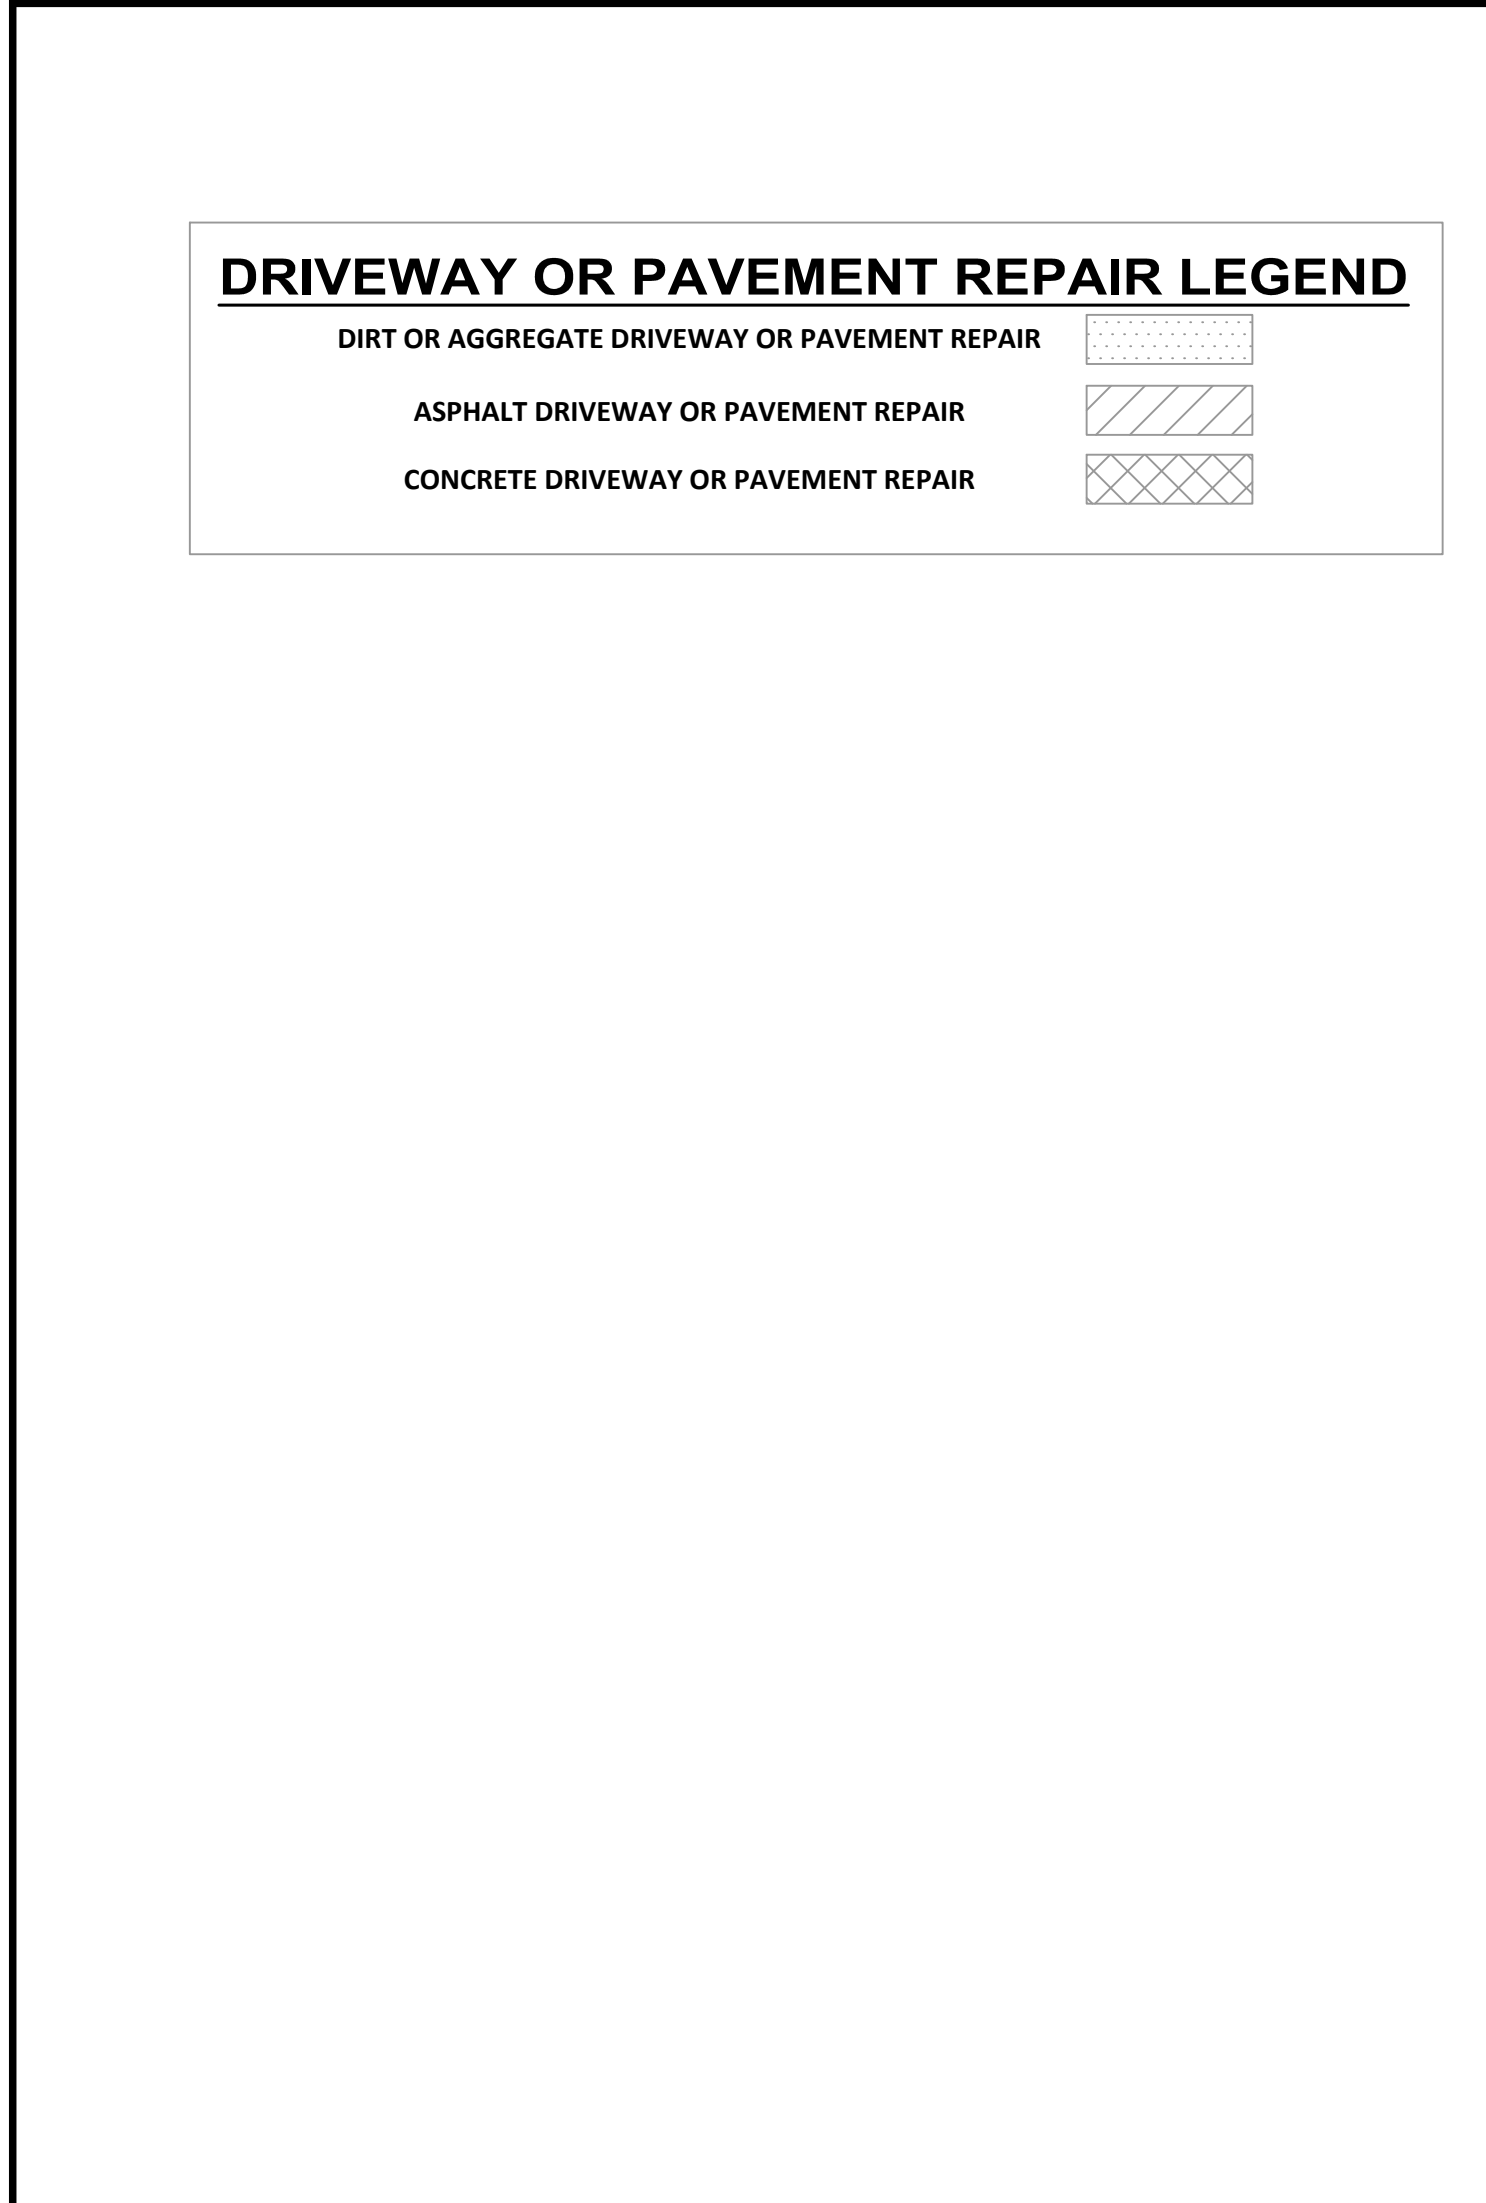 DRIVEWAY OR PAVEMENT REPAIR LEGEND
DIRT OR AGGREGATE DRIVEWAY OR PAVEMENT REPAIR
ASPHALT DRIVEWAY OR PAVEMENT REPAIR
CONCRETE DRIVEWAY OR PAVEMENT REPAIR